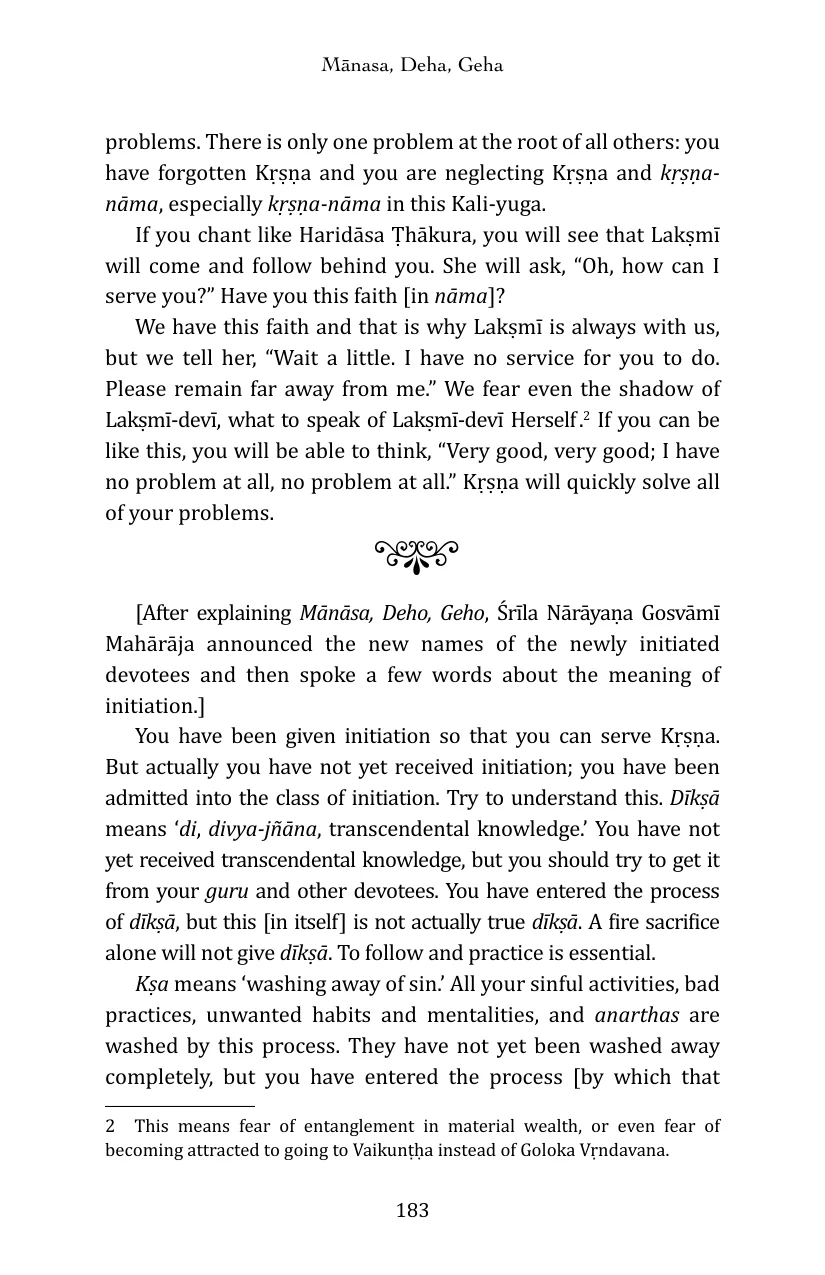 Mānasa, Deha, Geha
problems. There is only one problem at the root of all others: you
have forgotten Kṛṣṇa and you are neglecting Kṛṣṇa and kṛṣṇa-
nāma, especially kṛṣṇa-nāma in this Kali-yuga.
If you chant like Haridāsa Ṭhākura, you will see that Lakṣmī
will come and follow behind you. She will ask, “Oh, how can I
serve you?” Have you this faith [in nāma]?
We have this faith and that is why Lakṣmī is always with us,
but we tell her, “Wait a little. I have no service for you to do.
Please remain far away from me.” We fear even the shadow of
Lakṣmī-devī, what to speak of Lakṣmī-devī Herself.² If you can be
like this, you will be able to think, “Very good, very good; I have
no problem at all, no problem at all.” Kṛṣṇa will quickly solve all
of your problems.
[After explaining Mānāsa, Deho, Geho, Śrīla Nārāyaṇa Gosvāmī
Mahārāja announced the new names of the newly initiated
devotees and then spoke a few words about the meaning of
initiation.]
You have been given initiation so that you can serve Kṛṣṇa.
But actually you have not yet received initiation; you have been
admitted into the class of initiation. Try to understand this. Dīkṣā
means ‘di, divya-jñāna, transcendental knowledge.’ You have not
yet received transcendental knowledge, but you should try to get it
from your guru and other devotees. You have entered the process
of dīkṣā, but this [in itself] is not actually true dīkṣā. A fire sacrifice
alone will not give dīkṣā. To follow and practice is essential.
Kṣa means ‘washing away of sin.’ All your sinful activities, bad
practices, unwanted habits and mentalities, and anarthas are
washed by this process. They have not yet been washed away
completely, but you have entered the process [by which that
2 This means fear of entanglement in material wealth, or even fear of
becoming attracted to going to Vaikuṇṭha instead of Goloka Vṛndavana.
183